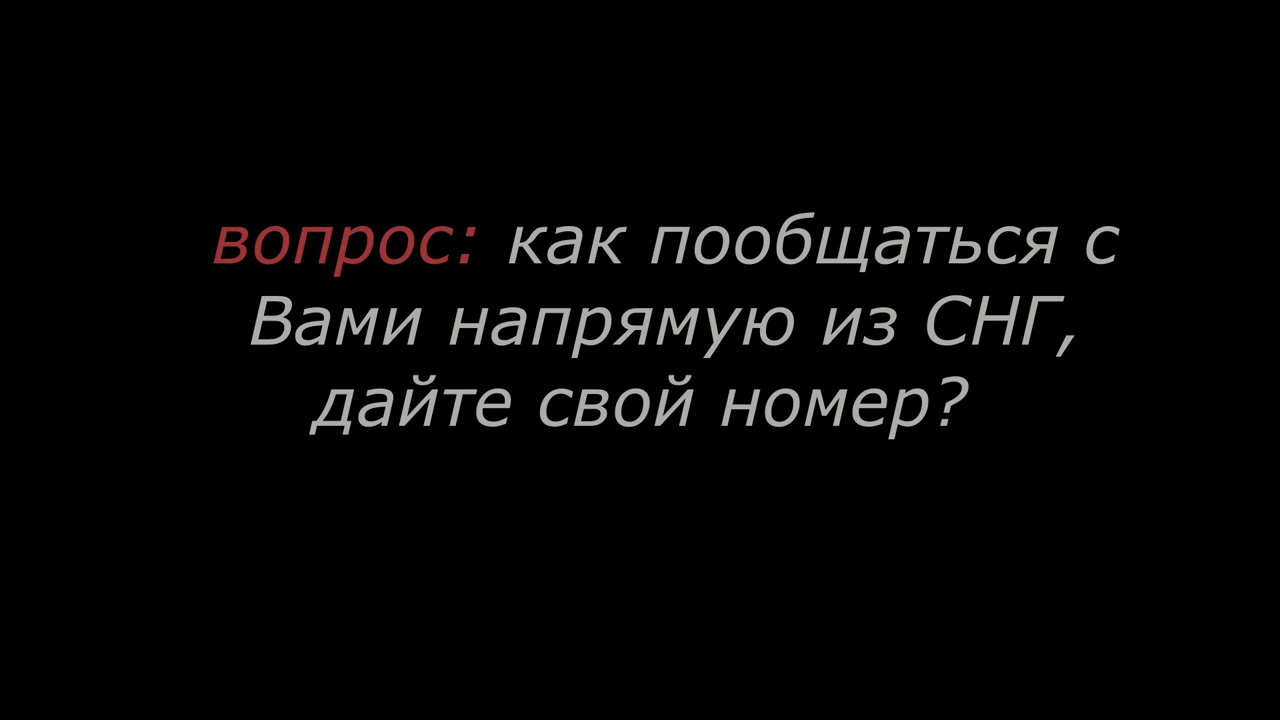 вопрос: как пообщаться с
Вами напрямую из СНГ,
дайте свой номер?